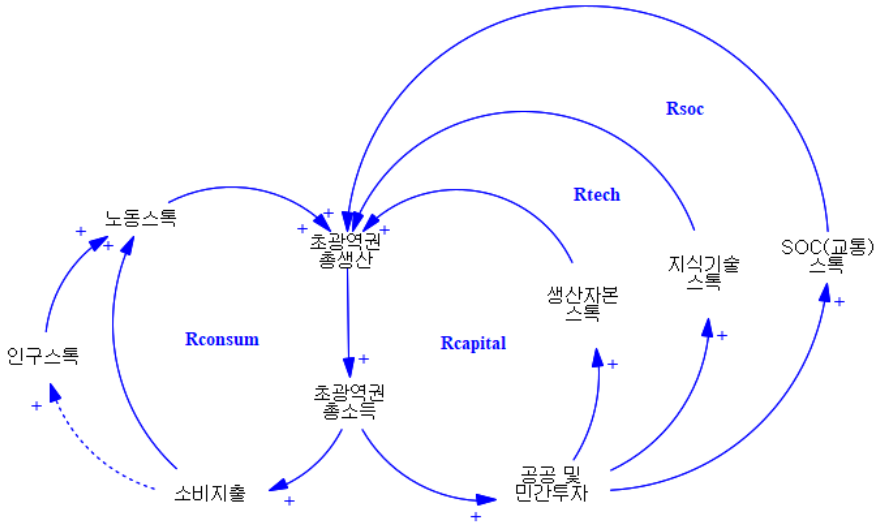 Rsoc
Rtech
노동스톡
초광역권
총생산
SOC(교통)
스톡
지식기술
스톡
생산자본
스톡
Rconsum
Rcapital
인구스톡
초광역권
총소득
소비지출
공공 및
민간투자
+
+
+
+
+
+
+
+
+
+
+
+